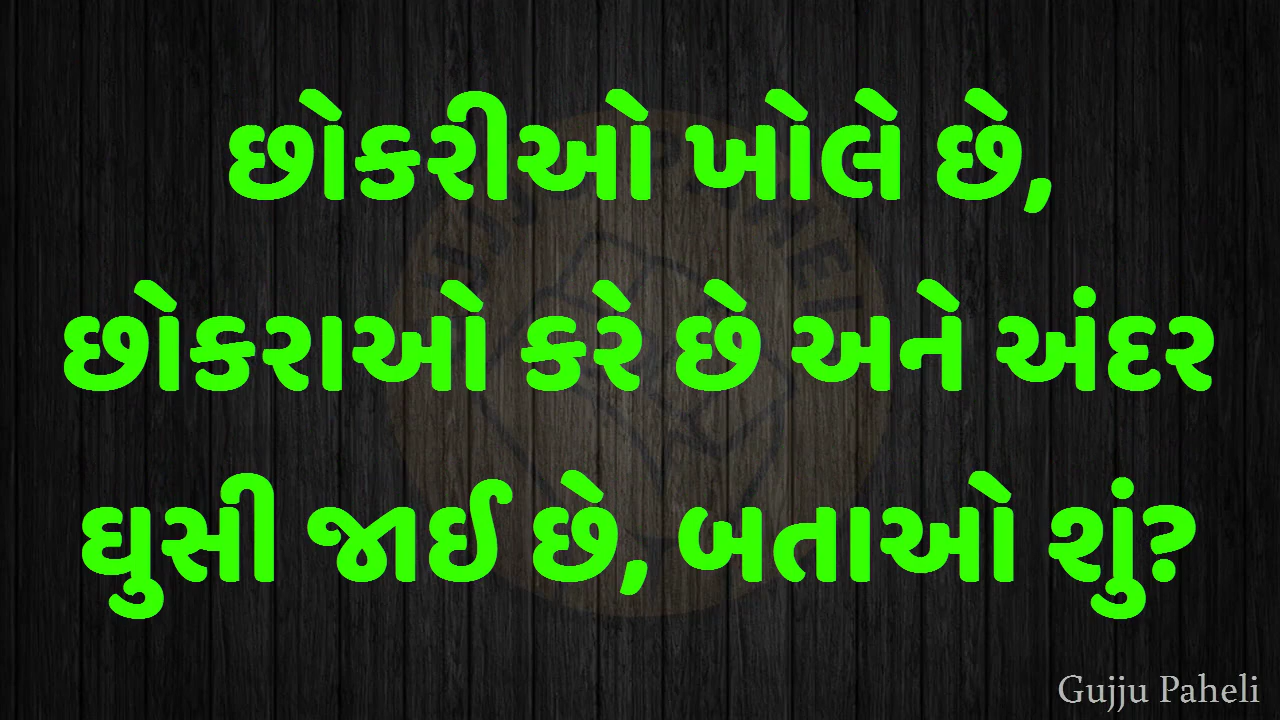 છોકરીઓ ખોલે છે,
છોકરાઓ કરે છે અને અંદર
ઘુસી જાઈ છે, બતાઓ શું?
Gujju Paheli